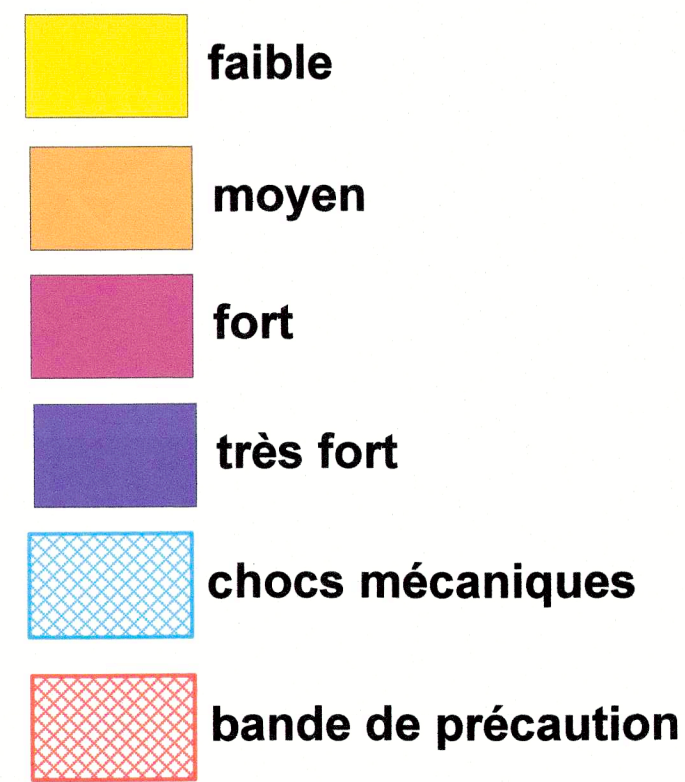 faible
moyen
fort
très fort
chocs mécaniques
bande de précaution